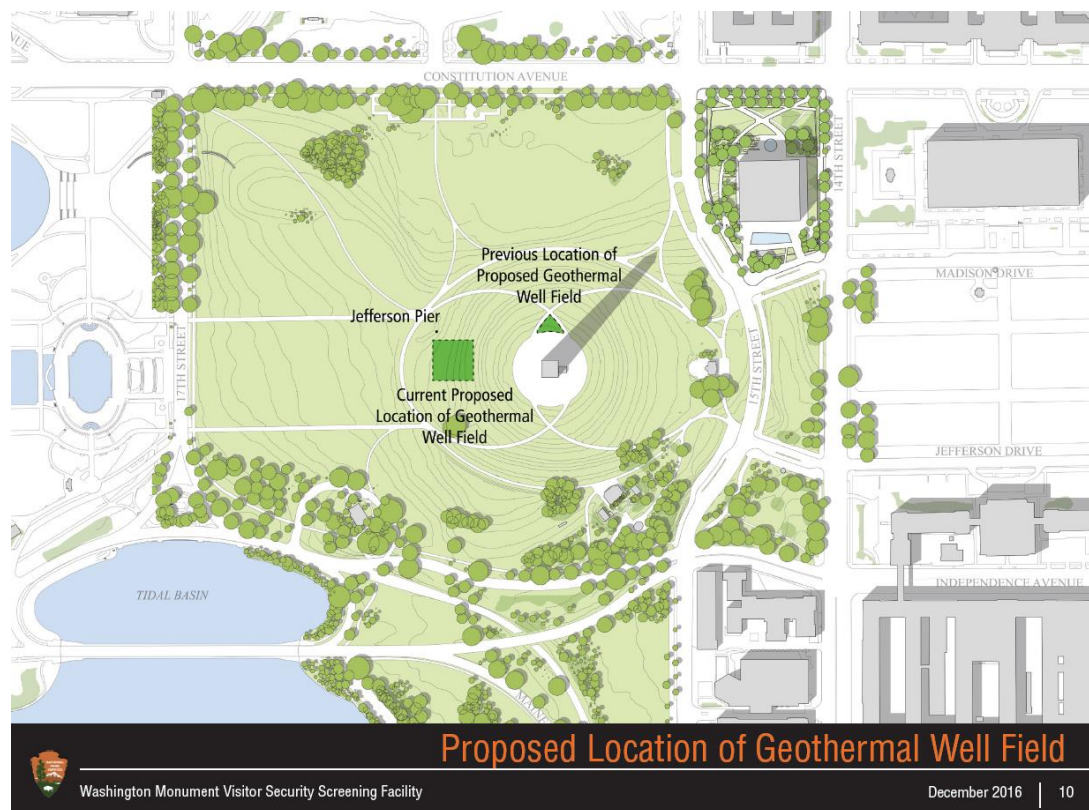 AVENUE
CONSTITUTION AVENUE
14TH STREET
Previous Location of
Proposed Geothermal
Well Field
MADISON DRIVE
Jefferson Pier
17TH STREET
15TH STREET
Current Proposed
Location of Geothermal
Well Field
JEFFERSON DRIVE
INDEPENDENCE AVENUE
TIDAL BASIN
Proposed Location of Geothermal Well Field
Washington Monument Visitor Security Screening Facility
December 2016 | 10